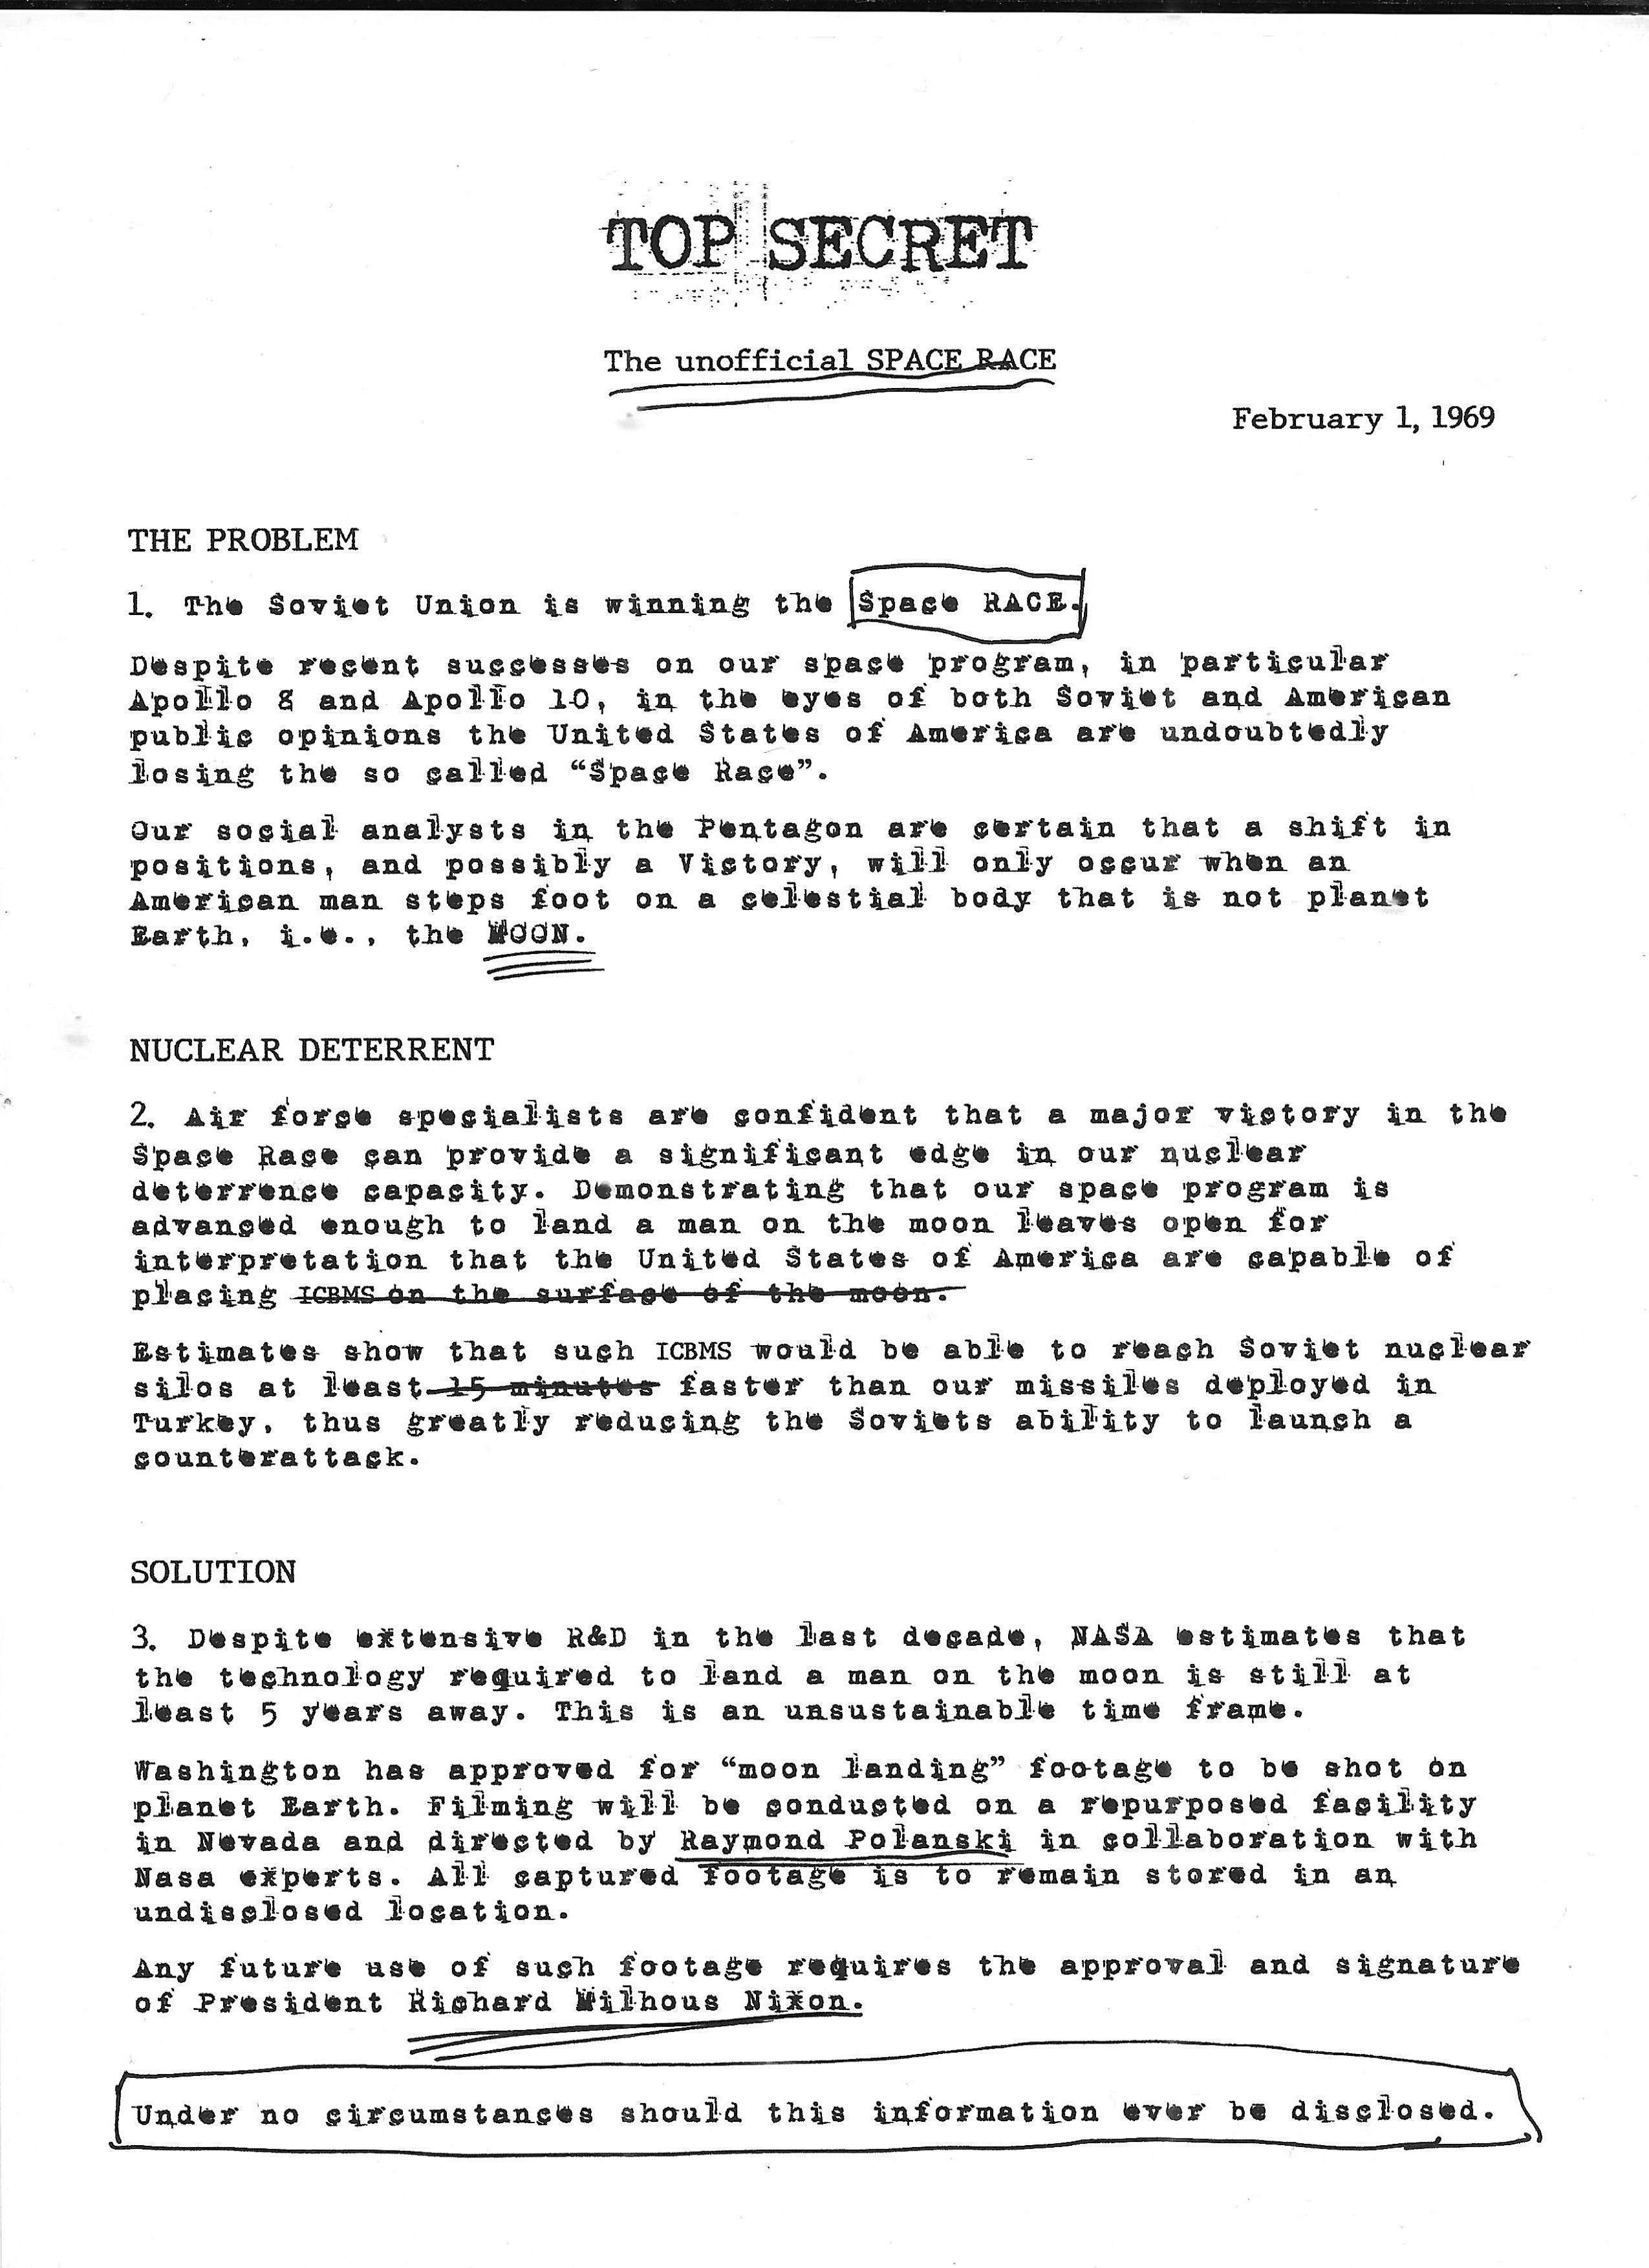 TOP SECRET
The unofficial SPACE RACE
February 1, 1969
THE PROBLEM
1. The Soviet Union is winning the Space RACE.
Despite recent successes on our space program, in particular
Apollo 8 and Apollo 10, in the eyes of both Soviet and American
public opinions the United States of America are undoubtedly
losing the so called “Space Race”.
Our social analysts in the Pentagon are certain that a shift in
positions, and possibly a Victory, will only occur when an
American man steps foot on a celestial body that is not planet
Earth, i.e., the MOON.
NUCLEAR DETERRENT
2. Air force specialists are confident that a major victory in the
Space Race can provide a significant edge in our nuclear
deterrence capacity. Demonstrating that our space program is
advanced enough to land a man on the moon leaves open for
interpretation that the United States of America are capable of
placing ICBMS on the surface of the moon.
Estimates show that such ICBMS would be able to reach Soviet nuclear
silos at least 15 minutes faster than our missiles deployed in
Turkey, thus greatly reducing the Soviets ability to launch a
counterattack.
SOLUTION
3. Despite extensive R&D in the last decade, NASA estimates that
the technology required to land a man on the moon is still at
least 5 years away. This is an unsustainable time frame.
Washington has approved for “moon landing” footage to be shot on
planet Earth. Filming will be conducted on a repurposed facility
in Nevada and directed by Raymond Polanski in collaboration with
Nasa experts. All captured footage is to remain stored in an
undisclosed location.
Any future use of such footage requires the approval and signature
of President Richard Milhous Nixon.
Under no circumstances should this information ever be disclosed.